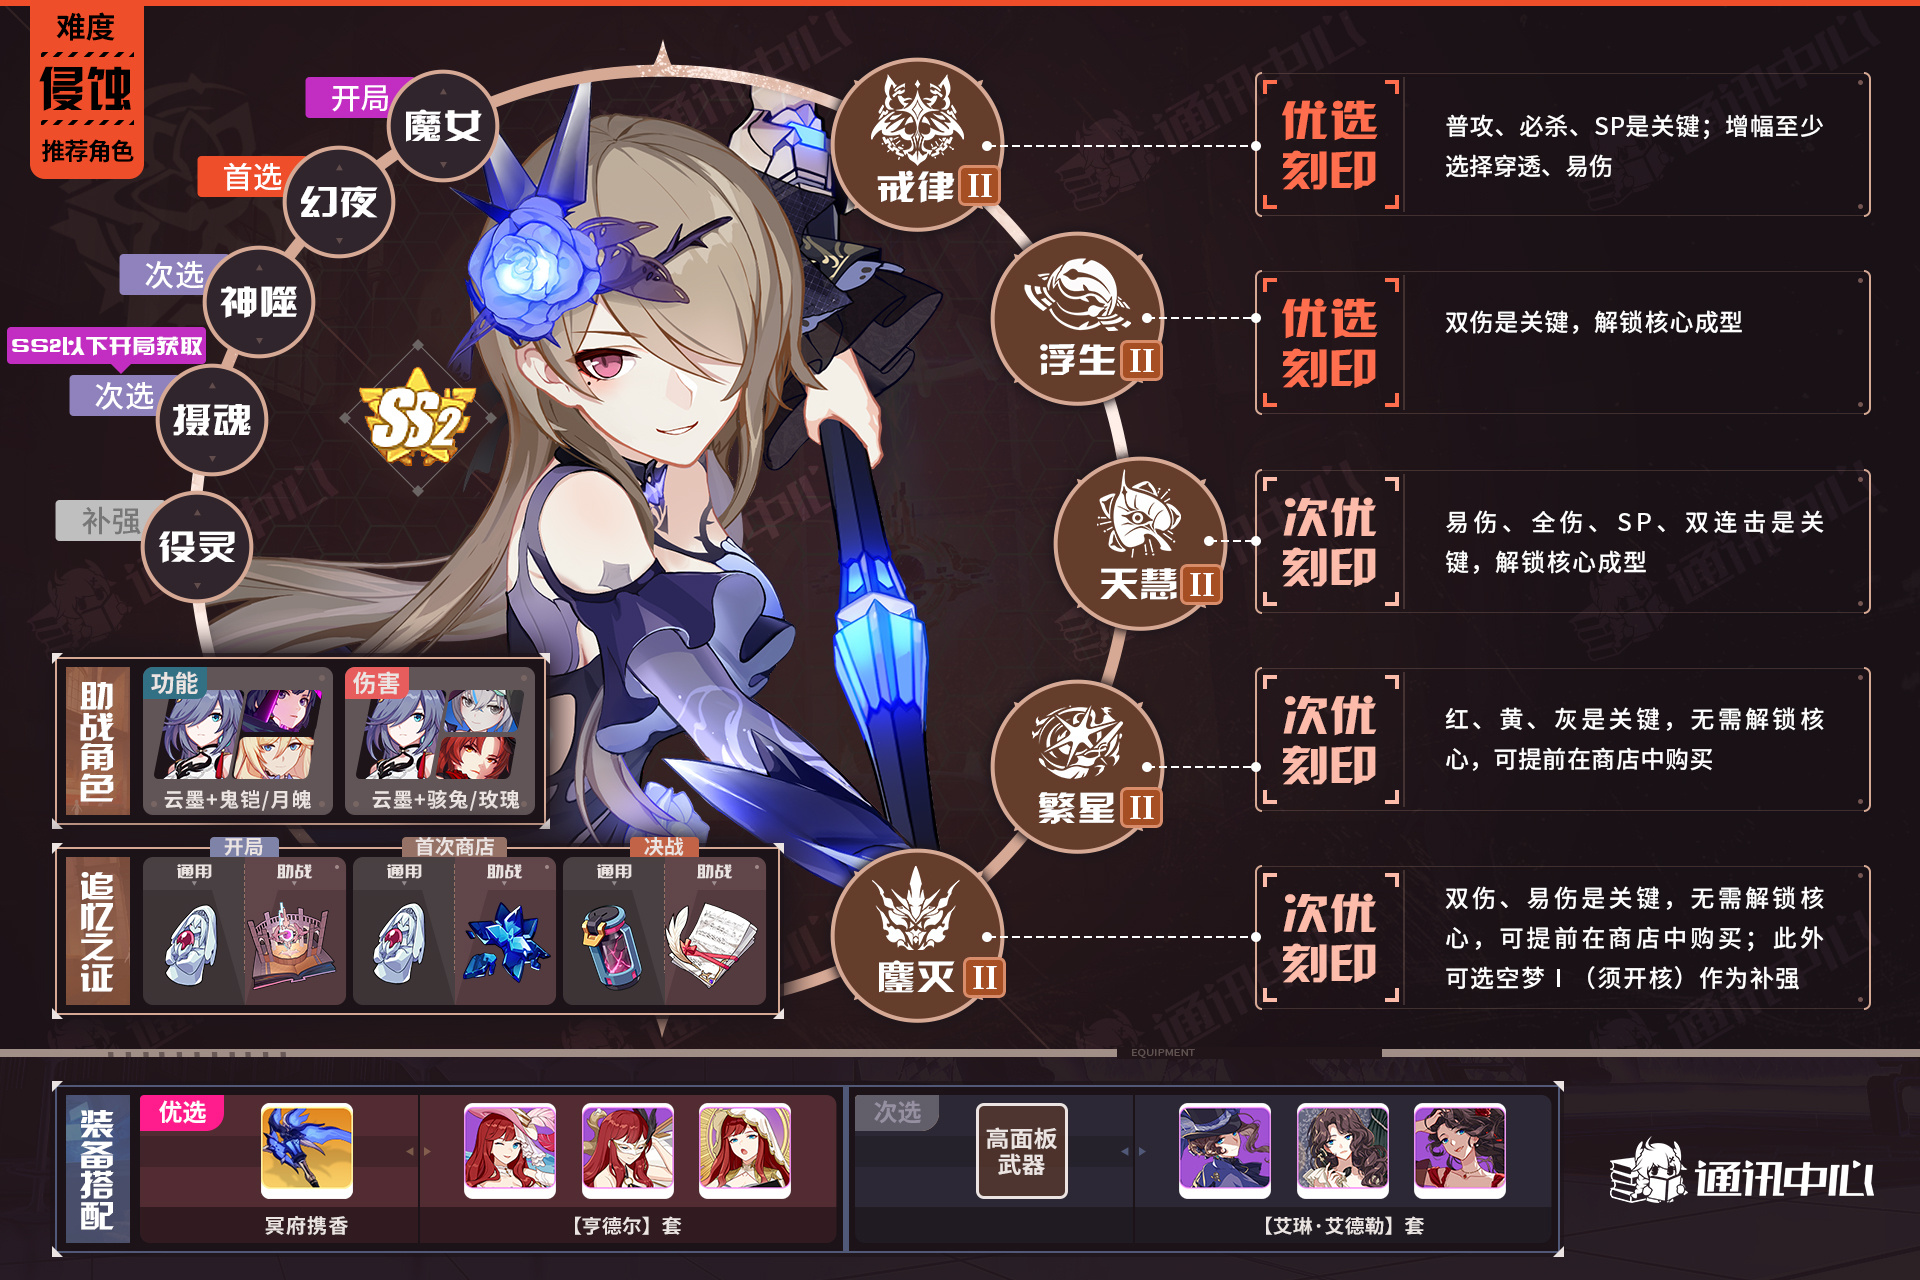 难度
侵蚀
推荐角色
开局
魔女
首选
幻夜
次选
神噬
SS2以下开局获取
次选
摄魂
补强
役灵
SS2
戒律 II
优选
刻印
普攻、必杀、SP是关键；增幅至少
选择穿透、易伤
浮生 II
优选
刻印
双伤是关键，解锁核心成型
天慧 II
次优
刻印
易伤、全伤、SP、双连击是关
键，解锁核心成型
繁星 II
次优
刻印
红、黄、灰是关键，无需解锁核
心，可提前在商店中购买
鏖灭 II
次优
刻印
双伤、易伤是关键，无需解锁核
心，可提前在商店中购买；此外
可选空梦Ⅰ（须开核）作为补强
助战角色
功能
云墨+鬼铠/月魄
伤害
云墨+骇兔/玫瑰
追忆之证
开局
通用 助战
首次商店
通用 助战
决战
通用 助战
EQUIPMENT
装备搭配
优选
冥府携香
【亨德尔】套
次选
高面板
武器
【艾琳·艾德勒】套
通讯中心